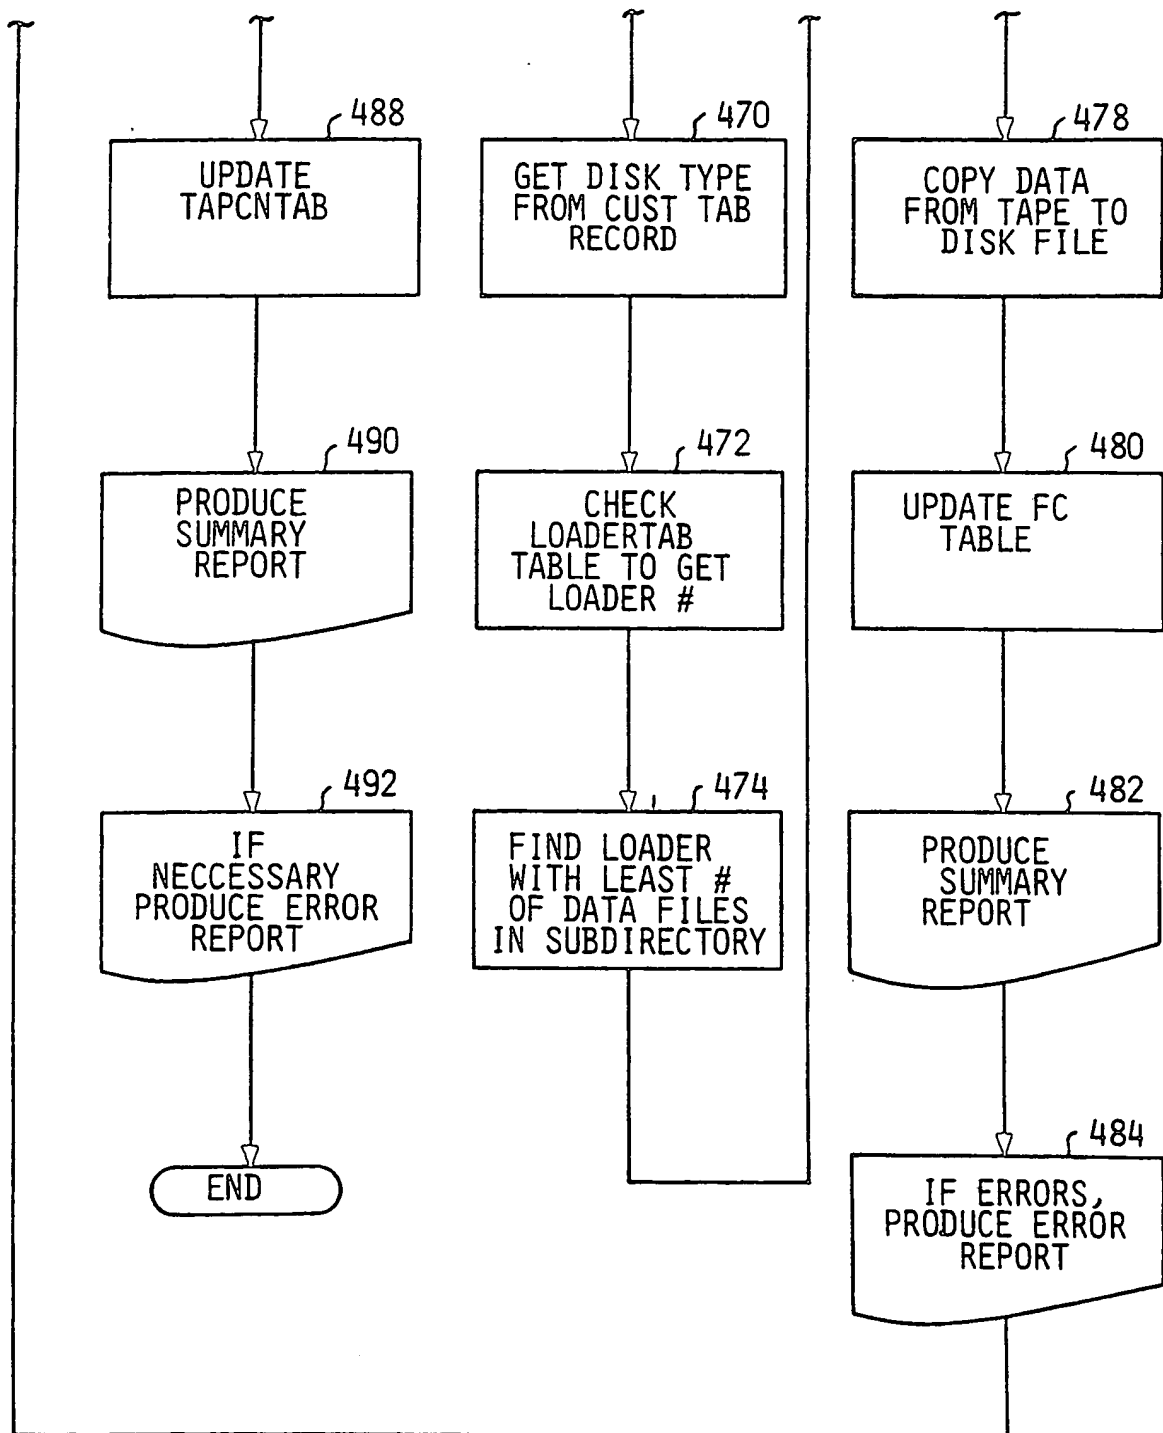 488
UPDATE
TAPCNTAB
490
PRODUCE
SUMMARY
REPORT
492
IF
NECCESSARY
PRODUCE ERROR
REPORT
END
470
GET DISK TYPE
FROM CUST TAB
RECORD
472
CHECK
LOADERTAB
TABLE TO GET
LOADER #
474
FIND LOADER
WITH LEAST #
OF DATA FILES
IN SUBDIRECTORY
478
COPY DATA
FROM TAPE TO
DISK FILE
480
UPDATE FC
TABLE
482
PRODUCE
SUMMARY
REPORT
484
IF ERRORS,
PRODUCE ERROR
REPORT